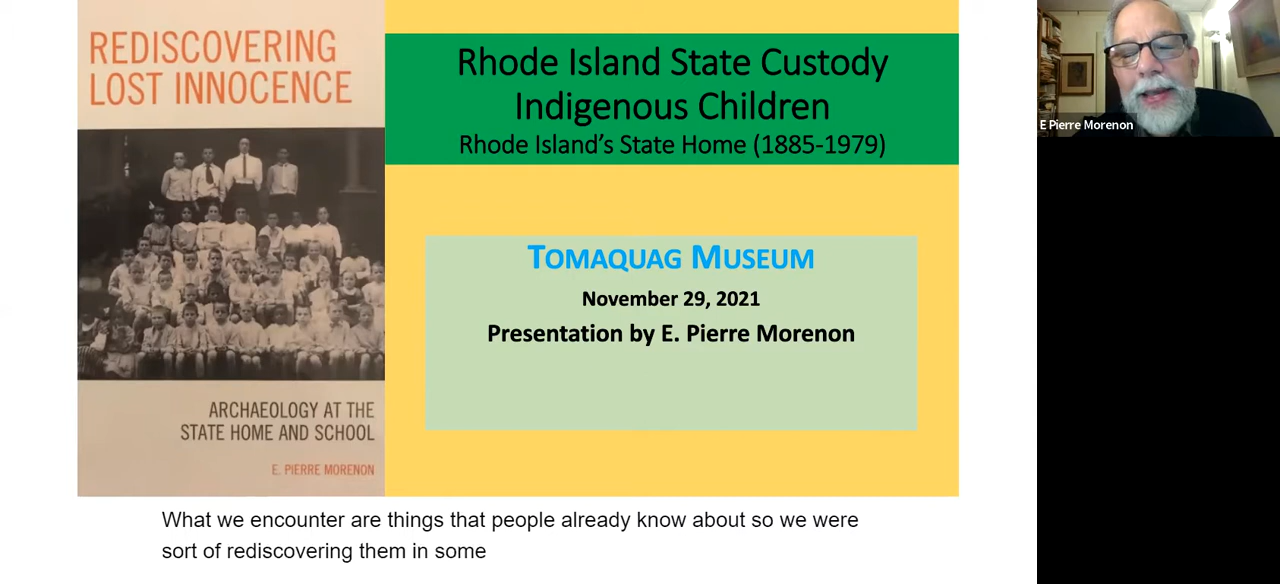 REDISCOVERING
LOST INNOCENCE
ARCHAEOLOGY AT THE
STATE HOME AND SCHOOL
E. PIERRE MORENON
Rhode Island State Custody
Indigenous Children
Rhode Island's State Home (1885-1979)
TOMAQUAG MUSEUM
November 29, 2021
Presentation by E. Pierre Morenon
E Pierre Morenon
What we encounter are things that people already know about so we were
sort of rediscovering them in some